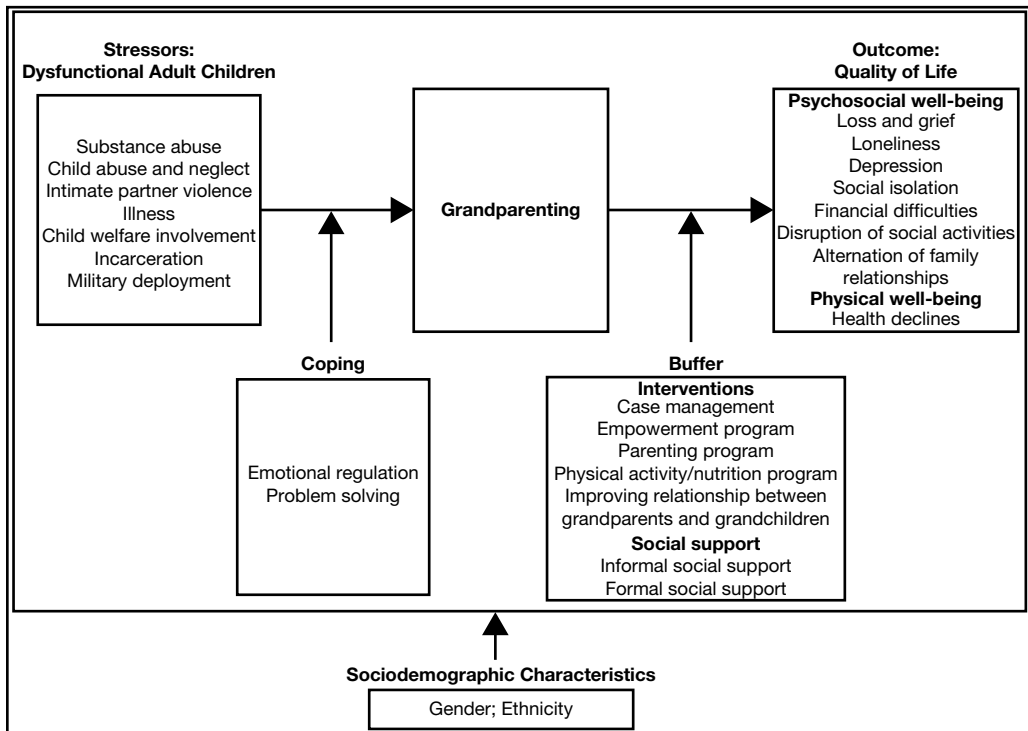 Stressors:
Dysfunctional Adult Children
Substance abuse
Child abuse and neglect
Intimate partner violence
Illness
Child welfare involvement
Incarceration
Military deployment
Grandparenting
Outcome:
Quality of Life
Psychosocial well-being
Loss and grief
Loneliness
Depression
Social isolation
Financial difficulties
Disruption of social activities
Alternation of family
relationships
Physical well-being
Health declines
Coping
Emotional regulation
Problem solving
Buffer
Interventions
Case management
Empowerment program
Parenting program
Physical activity/nutrition program
Improving relationship between
grandparents and grandchildren
Social support
Informal social support
Formal social support
Sociodemographic Characteristics
Gender; Ethnicity